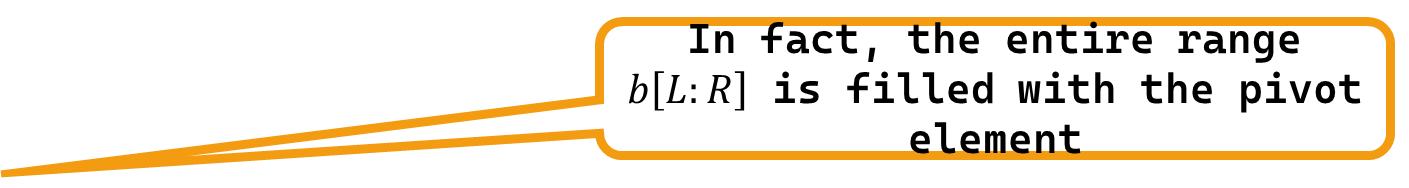 In fact, the entire range
b[L: R] is filled with the pivot
element